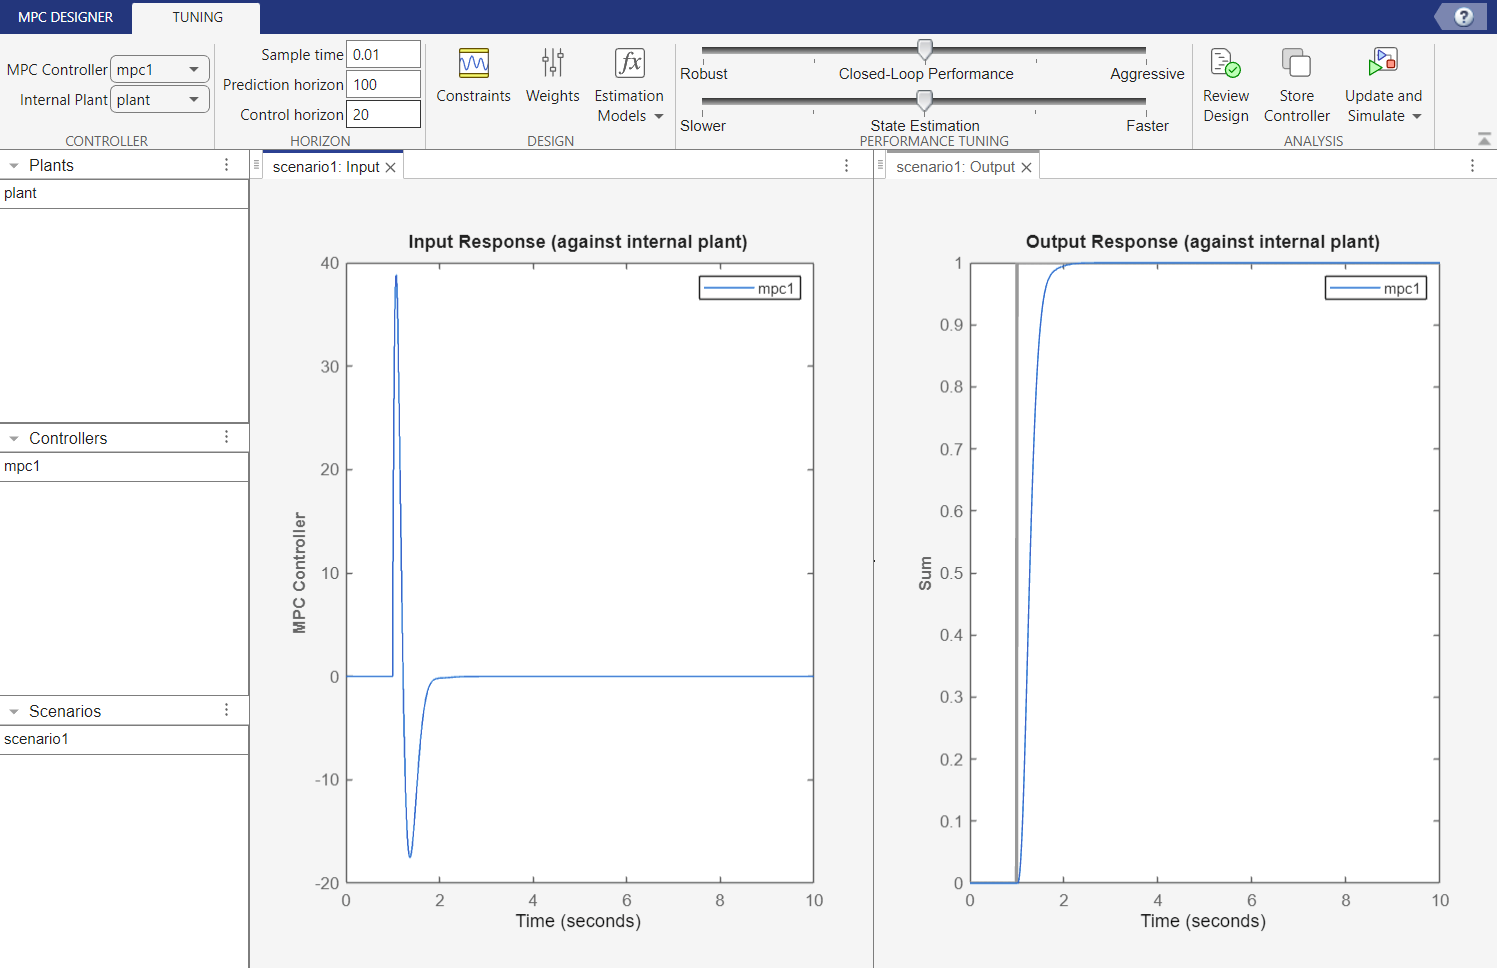 MPC DESIGNER
TUNING
?
MPC Controller mpc1
Internal Plant plant
CONTROLLER
Sample time 0.01
Prediction horizon 100
Control horizon 20
HORIZON
Constraints
Weights
fx
Estimation
Models
DESIGN
Robust
Closed-Loop Performance
Aggressive
Slower
State Estimation
Faster
PERFORMANCE TUNING
Review
Design
Store
Controller
Update and
Simulate
ANALYSIS
Plants
plant
Controllers
mpc1
Scenarios
scenario1
scenario1: Input
Input Response (against internal plant)
mpc1
40
30
20
10
0
-10
-20
MPC Controller
0 2 4 6 8 10
Time (seconds)
scenario1: Output
Output Response (against internal plant)
mpc1
1
0.9
0.8
0.7
0.6
0.5
0.4
0.3
0.2
0.1
0
Sum
0 2 4 6 8 10
Time (seconds)